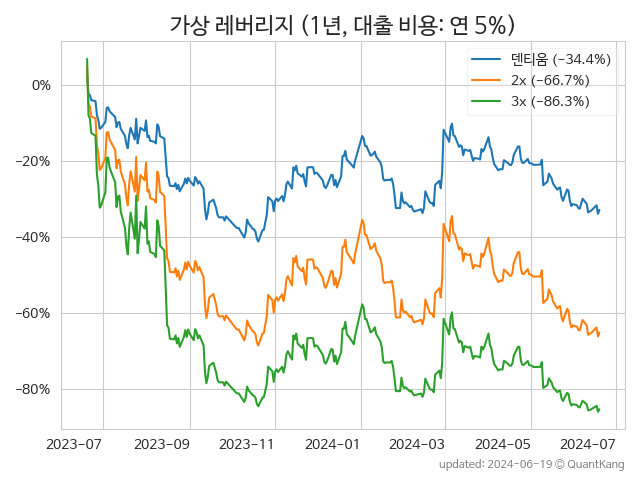 가상 레버리지 (1년, 대출 비용: 연 5%)
덴티움 (−34.4%)
2x (−66.7%)
3x (−86.3%)
0%
−20%
−40%
−60%
−80%
2023-07 2023-09 2023-11 2024-01 2024-03 2024-05 2024-07
updated: 2024-06-19 © QuantKang